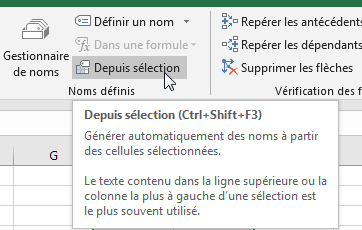 Définir un nom
Repérer les antécédents
Dans une formule
Repérer les dépendants
Gestionnaire
de noms
Depuis sélection
Supprimer les flèches
Noms définis
Vérification des f
Depuis sélection (Ctrl+Shift+F3)
G
Générer automatiquement des noms à partir
des cellules sélectionnées.
Le texte contenu dans la ligne supérieure ou la
colonne la plus à gauche d'une sélection est
le plus souvent utilisé.